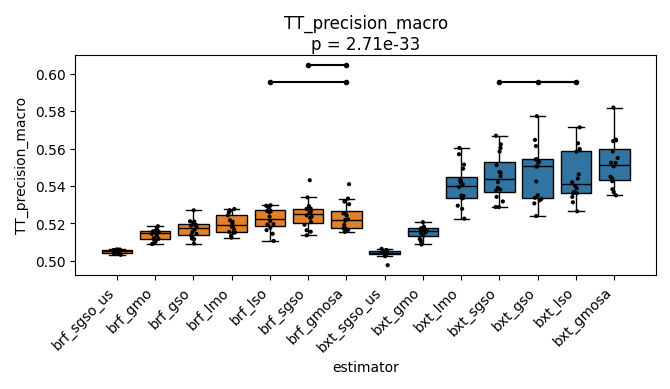 TT_precision_macro
p = 2.71e-33
TT_precision_macro
0.60
0.58
0.56
0.54
0.52
0.50
brf_sgso_us
brf_gmo
brf_gso
brf_lmo
brf_lso
brf_sgso
brf_gmosa
bxt_sgso_us
bxt_gmo
bxt_lmo
bxt_sgso
bxt_gso
bxt_lso
bxt_gmosa
estimator